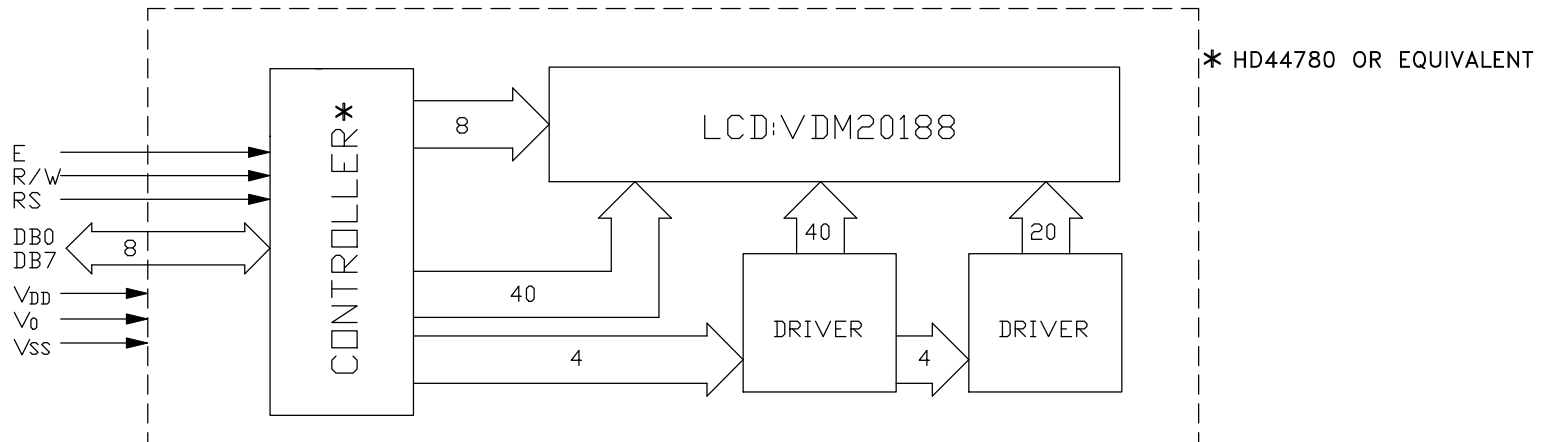 * HD44780 OR EQUIVALENT
CONTROLLER*
8
LCD:VDM20188
E
R/W
RS
DB0
DB7
8
VDD
V0
VSS
40
40
20
4
DRIVER
4
DRIVER